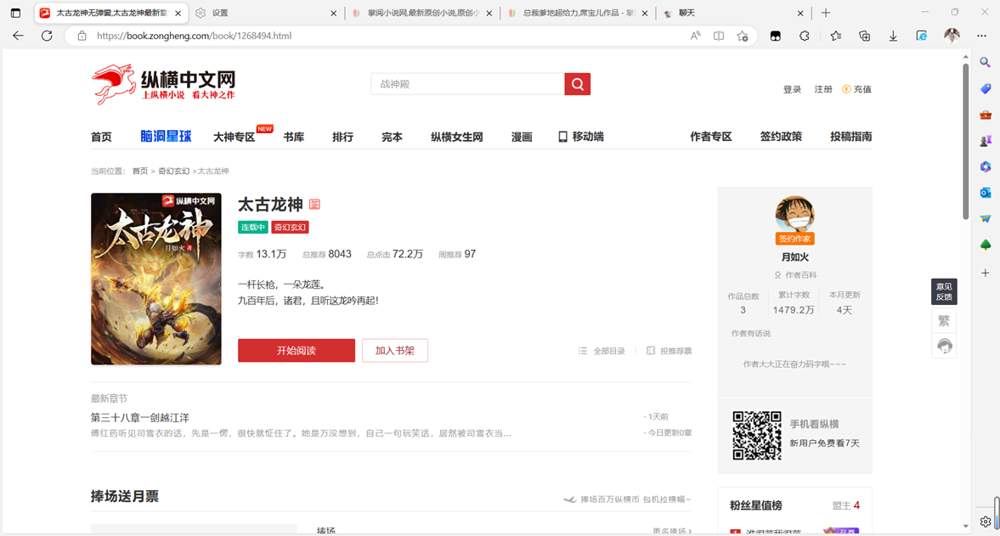 太古龙神无弹窗,太古龙神最新章
设置
掌阅小说网,最新原创小说,原创小
总裁爹地超给力,席宝儿作品 - 掌
聊天
https://book.zongheng.com/book/1268494.html
纵横中文网
上纵横小说 看大神之作
战神殿
登录 注册 充值
首页 脑洞星球 大神专区 NEW 书库 排行 完本 纵横女生网 漫画 移动端 作者专区 签约政策 投稿指南
当前位置: 首页 > 奇幻玄幻 >太古龙神
纵横中文网
太古龙神
月如火 著
太古龙神 签
连载中 奇幻玄幻
字数 13.1万 总推荐 8043 总点击 72.2万 周推荐 97
一杆长枪，一朵龙莲。
九百年后，诸君，且听这龙吟再起!
开始阅读 加入书架 全部目录 投推荐票
签约作家
月如火
作者百科
作品总数 累计字数 本月更新
3 1479.2万 4天
作者有话说
作者大大正在奋力码字哦~~~
意见
反馈
繁
最新章节
第三十八章一剑越江洋 · 1天前
傅红药听见司雪衣的话，先是一愣，很快就怔住了。她是万没想到，自己一句玩笑话，居然被司雪衣当... · 今日更新0章
手机看纵横
新用户免费看7天
捧场送月票 捧场百万纵横币 包机拉横幅~
捧场 更多捧场 >
粉丝星值榜 盟主 4